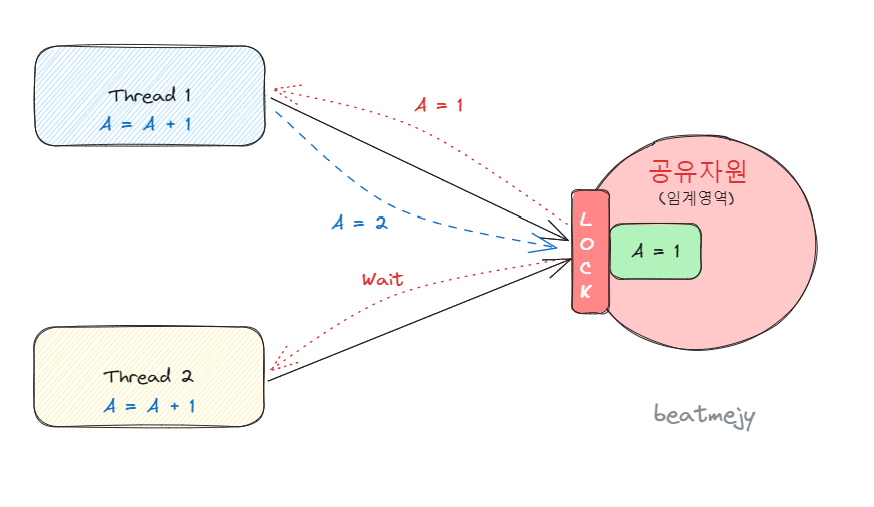 Thread 1
A = A + 1
A = 1
A = 2
공유자원
(임계영역)
LOCK
A = 1
Wait
Thread 2
A = A + 1
beatmejy